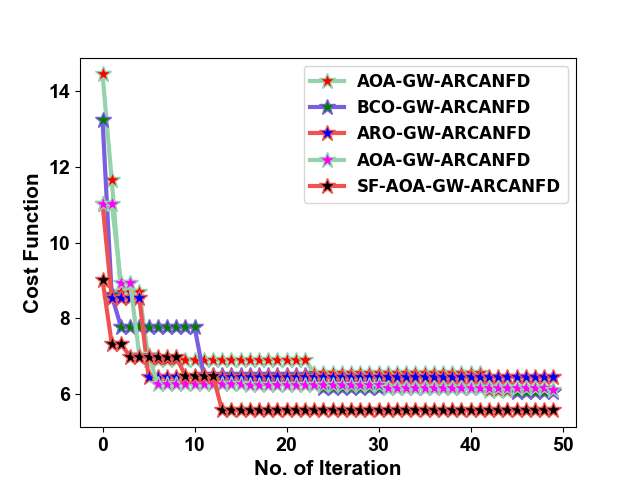 AOA-GW-ARCANFD
BCO-GW-ARCANFD
ARO-GW-ARCANFD
AOA-GW-ARCANFD
SF-AOA-GW-ARCANFD
Cost Function
14
12
10
8
6
0 10 20 30 40 50
No. of Iteration